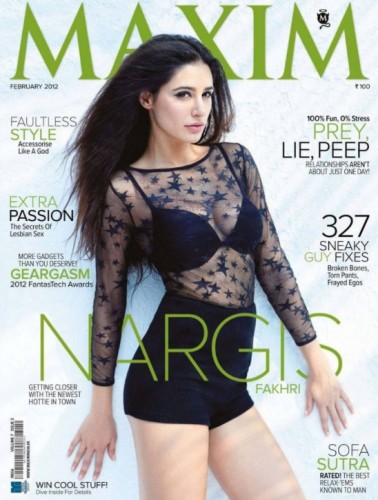 MAXIM
FEBRUARY 2012
₹100
FAULTLESS
STYLE
Accessorise
Like A God
100% Fun, 0% Stress
PREY,
LIE, PEEP
RELATIONSHIPS AREN'T
ABOUT JUST ONE DAY!
EXTRA
PASSION
The Secrets Of
Lesbian Sex
327
SNEAKY
GUY FIXES
Broken Bones,
Torn Pants,
Frayed Egos
MORE GADGETS
THAN YOU DESERVE!
GEARGASM
2012 FantasTech Awards
NARGIS
FAKHRI
GETTING CLOSER
WITH THE NEWEST
HOTTIE IN TOWN
SOFA
SUTRA
RATED! THE BEST
RELAX-'EMS
KNOWN TO MAN
WIN COOL STUFF!
Dive Inside For Details